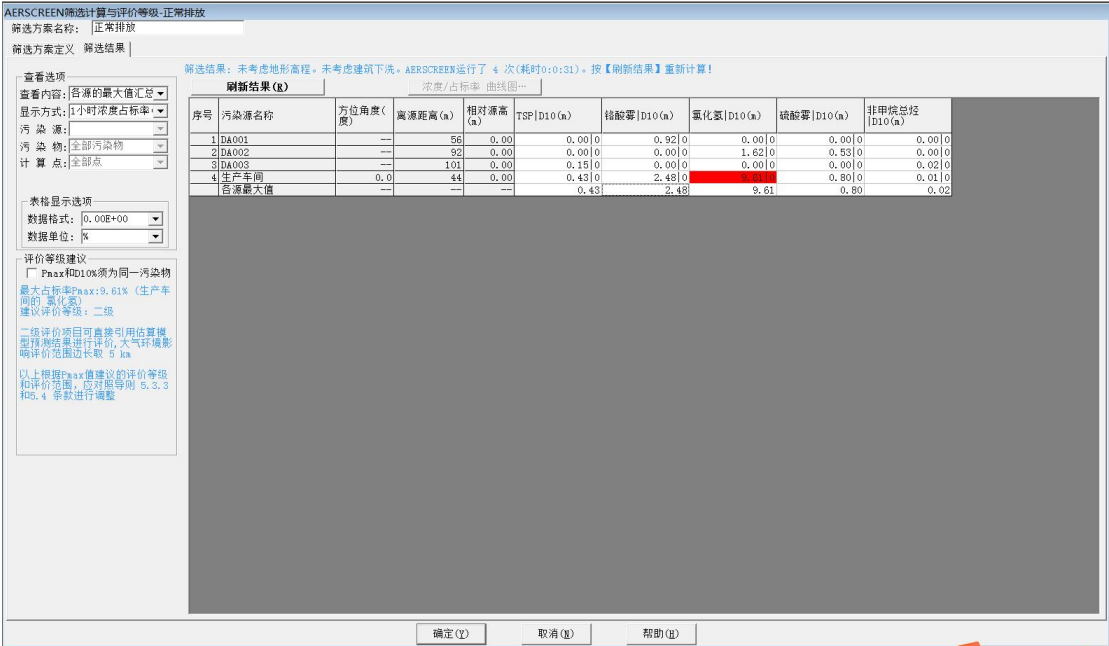 AERSCREEN筛选计算与评价等级-正常排放
筛选方案名称: 正常排放
筛选方案定义 筛选结果
筛选结果: 未考虑地形高程。未考虑建筑下洗。AERSCREEN运行了 4 次(耗时0:0:31)。按【刷新结果】重新计算!
查看选项
查看内容: 各源的最大值汇总
显示方式: 1小时浓度占标率
污 染 源:
污 染 物: 全部污染物
计 算 点: 全部点
表格显示选项
数据格式: 0.00E+00
数据单位: %
评价等级建议
Pmax和D10%须为同一污染物
最大占标率Pmax:9.61% (生产车
间的 氯化氢)
建议评价等级: 二级
二级评价项目可直接引用估算模
型预测结果进行评价,大气环境影
响评价范围边长取 5 km
以上根据Pmax值建议的评价等级
和评价范围,应对照导则 5.3.3
和5.4 条款进行调整
刷新结果(R) 浓度/占标率 曲线图…
序号 污染源名称 方位角度(度) 离源距离(m) 相对源高(m) TSP|D10(m) 铬酸雾|D10(m) 氯化氢|D10(m) 硫酸雾|D10(m) 非甲烷总烃|D10(m)
1 DA001 -- 56 0.00 0.00|0 0.92|0 0.00|0 0.00|0 0.00|0
2 DA002 -- 92 0.00 0.00|0 0.00|0 1.62|0 0.53|0 0.00|0
3 DA003 -- 101 0.00 0.15|0 0.00|0 0.00|0 0.00|0 0.02|0
4 生产车间 0.0 44 0.00 0.43|0 2.48|0 9.61|0 0.80|0 0.01|0
各源最大值 -- -- -- 0.43 2.48 9.61 0.80 0.02
确定(Y) 取消(N) 帮助(H)